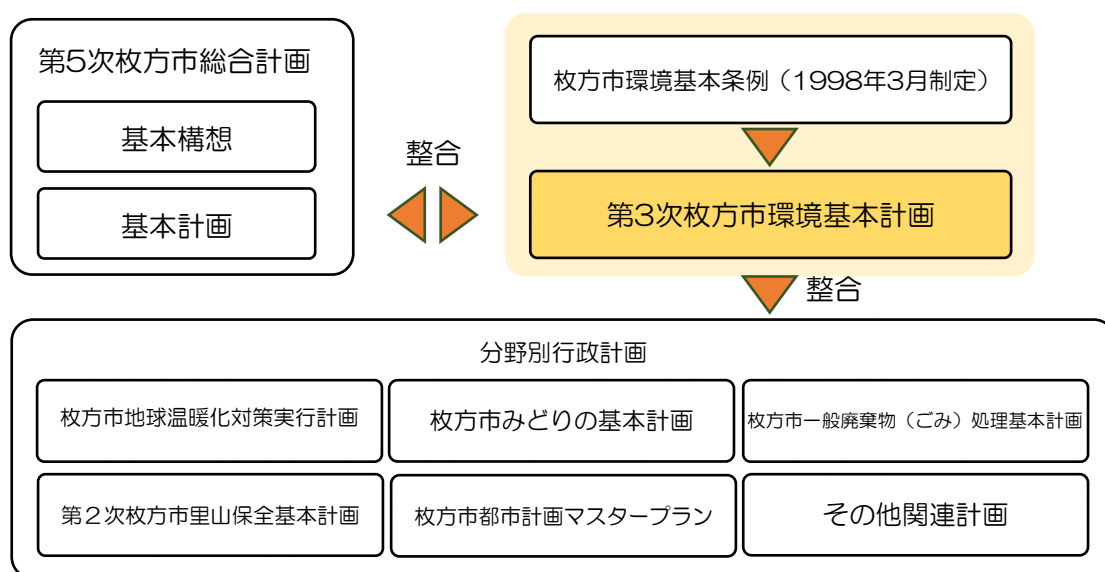 第5次枚方市総合計画
基本構想
基本計画
整合
枚方市環境基本条例（1998年3月制定）
第3次枚方市環境基本計画
整合
分野別行政計画
枚方市地球温暖化対策実行計画
枚方市みどりの基本計画
枚方市一般廃棄物（ごみ）処理基本計画
第２次枚方市里山保全基本計画
枚方市都市計画マスタープラン
その他関連計画